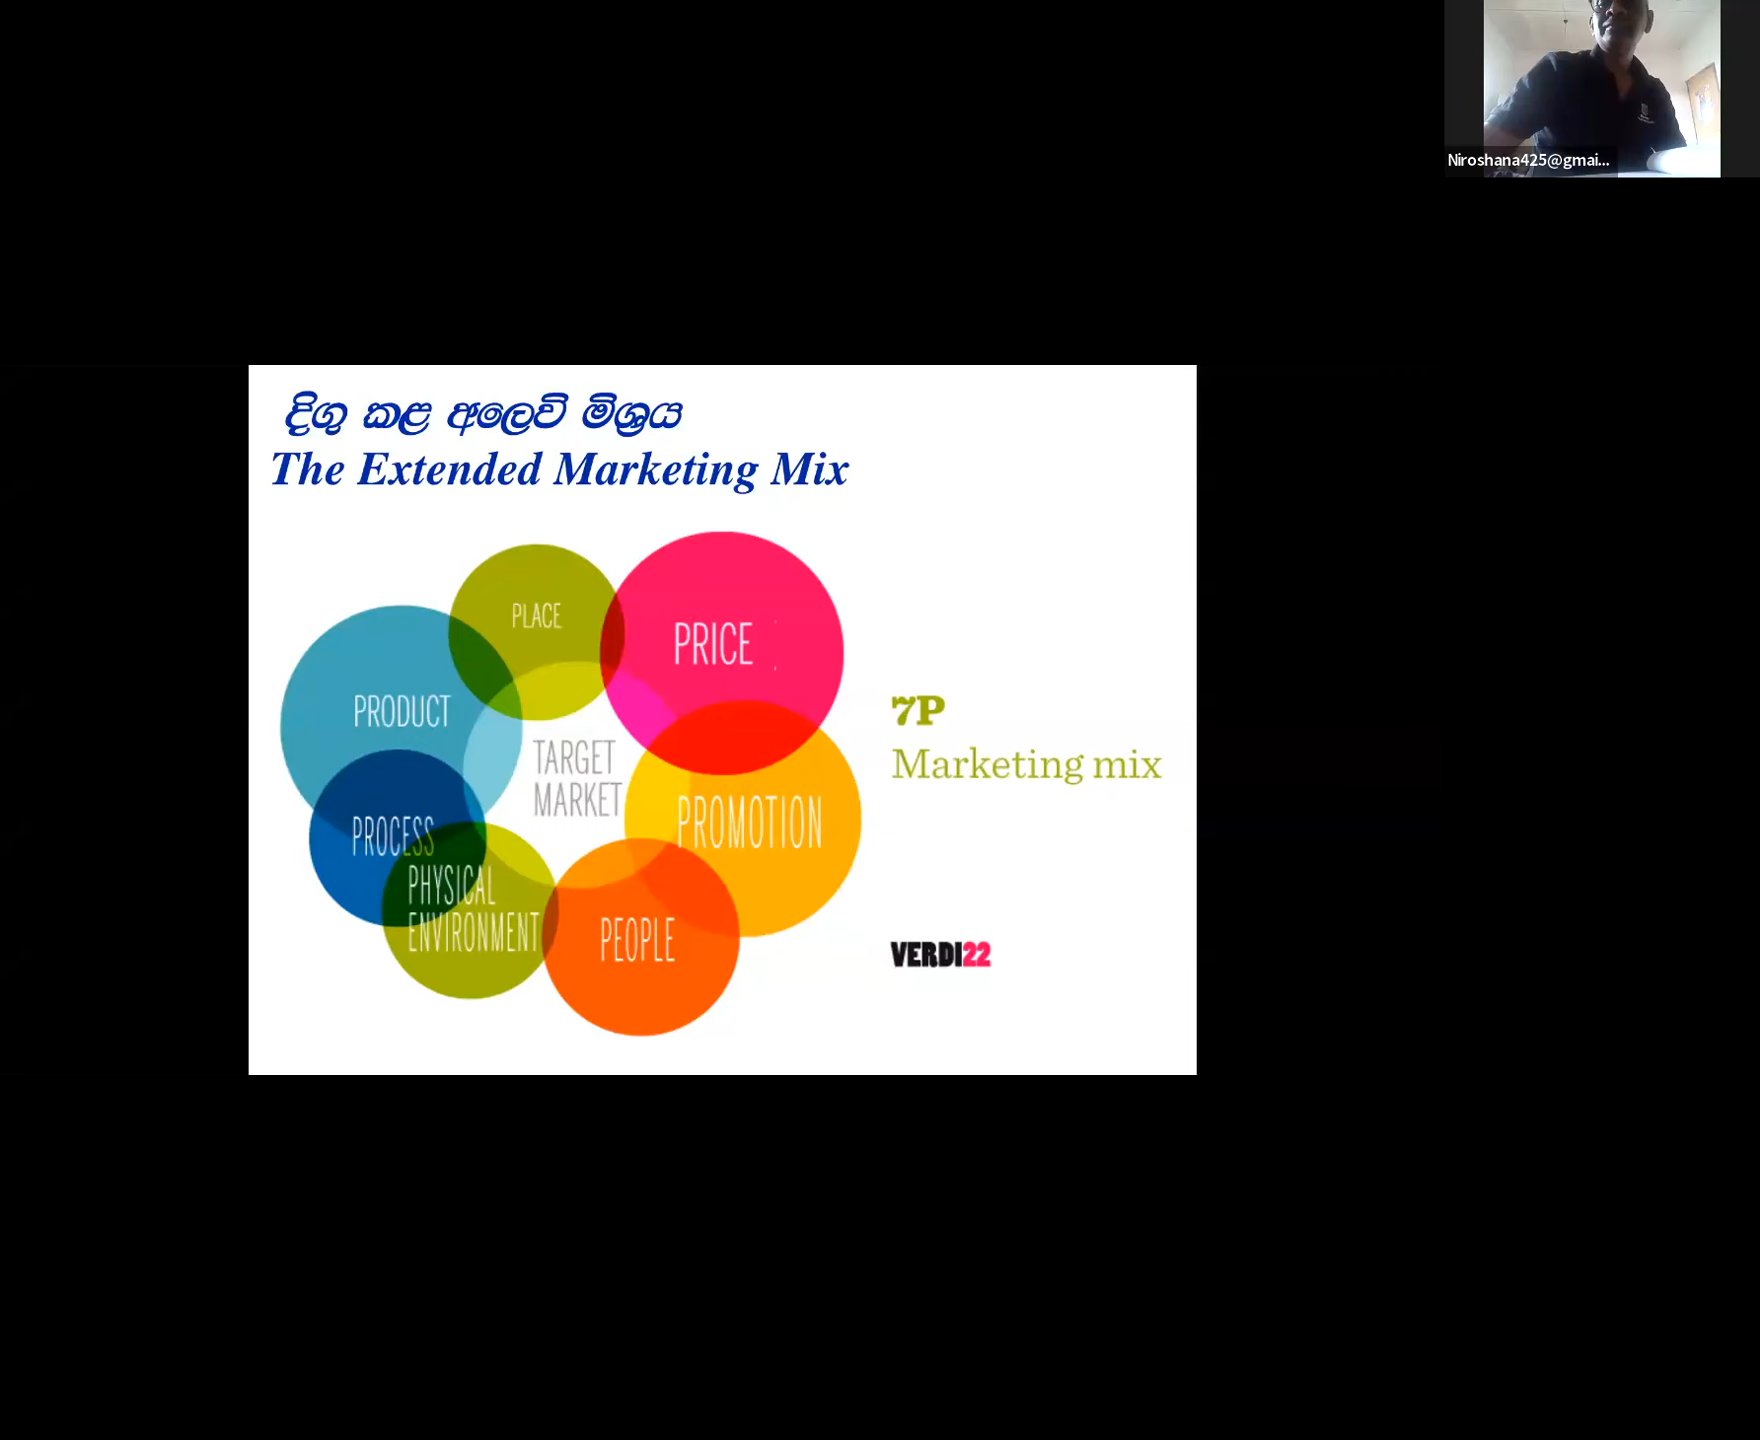 Niroshana425@gmai...
දිගු කළ අලෙවි මිශ්‍රය
The Extended Marketing Mix
PLACE
PRICE
PRODUCT
TARGET
MARKET
7P
Marketing mix
PROMOTION
PROCESS
PHYSICAL
ENVIRONMENT
PEOPLE
VERDI22